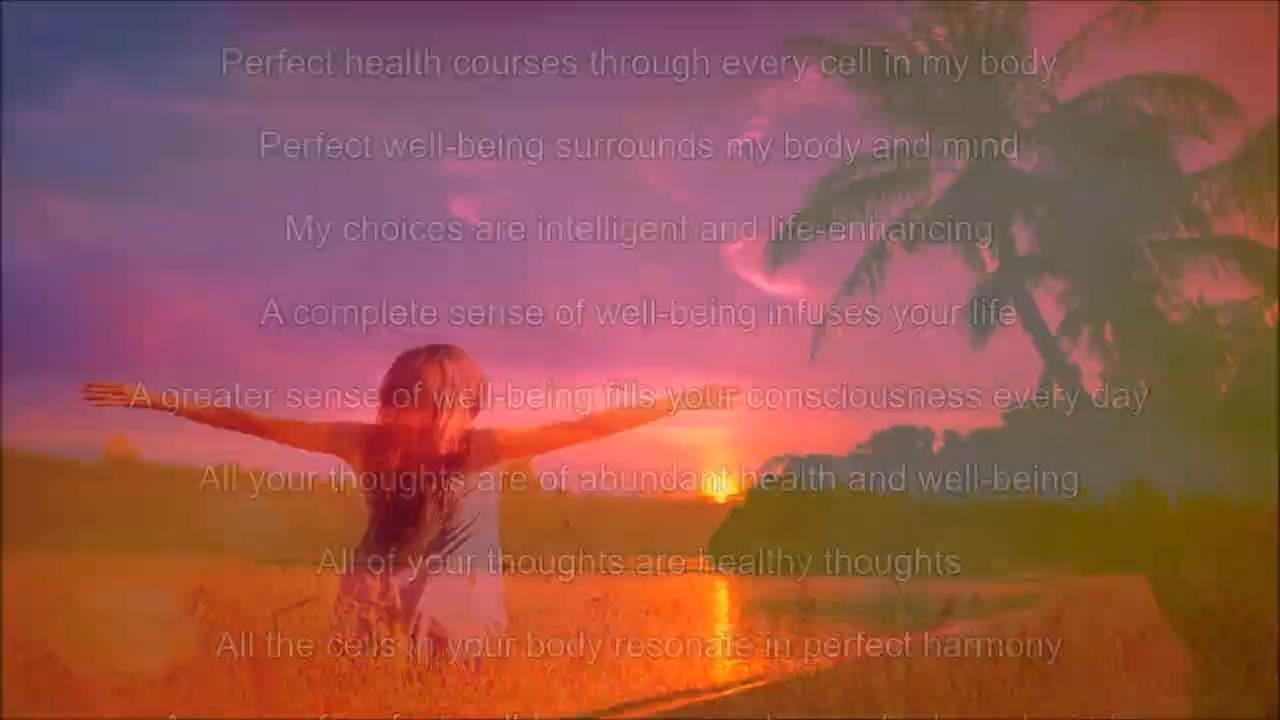 Perfect health courses through every cell in my body
Perfect well-being surrounds my body and mind
My choices are intelligent and life-enhancing
A complete sense of well-being infuses your life
A greater sense of well-being fills your consciousness every day
All your thoughts are of abundant health and well-being
All of your thoughts are healthy thoughts
All the cells in your body resonate in perfect harmony